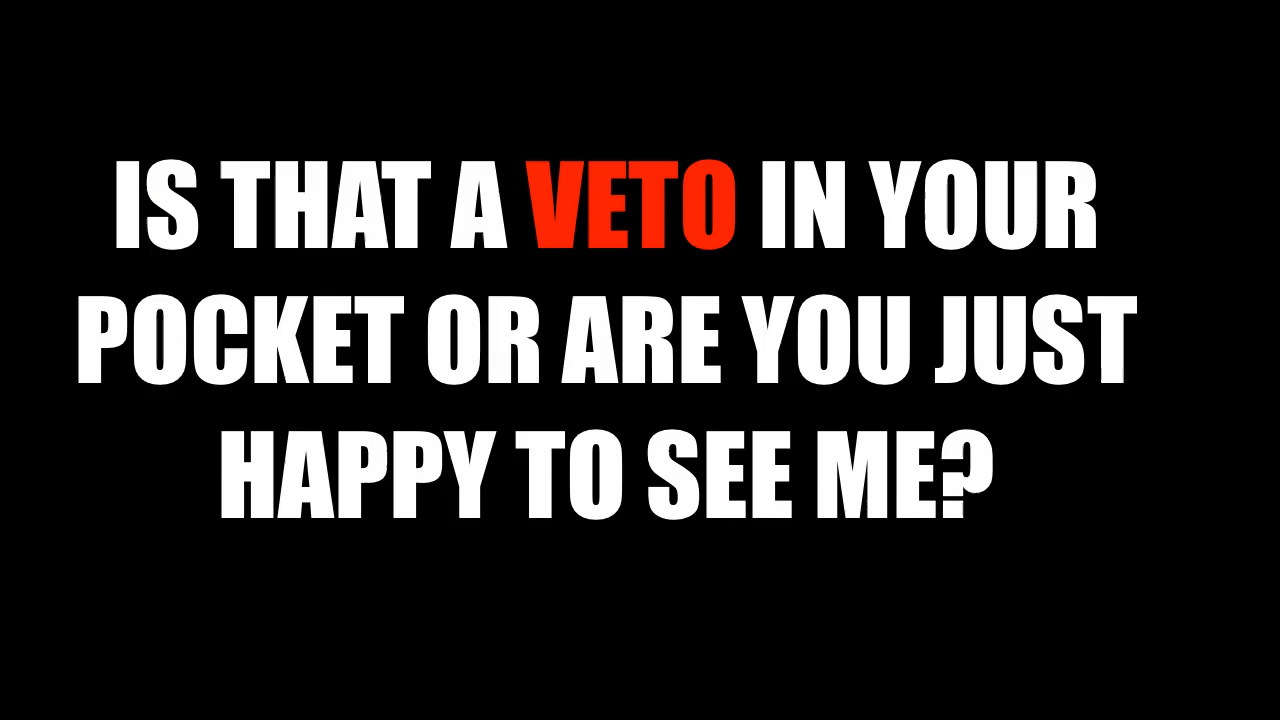 IS THAT A VETO IN YOUR
POCKET OR ARE YOU JUST
HAPPY TO SEE ME?